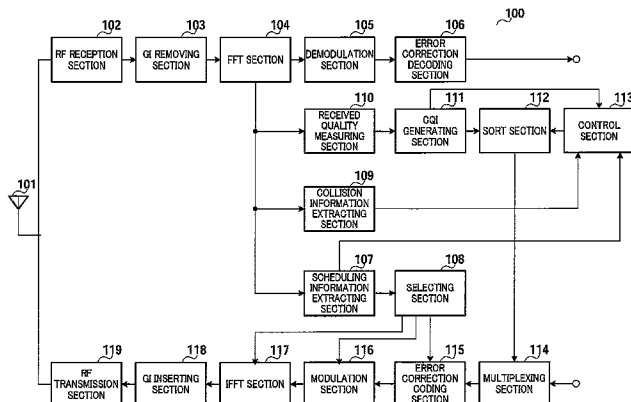 100
102
103
104
105
106
RF RECEPTION
SECTION
GI REMOVING
SECTION
FFT SECTION
DEMODULATION
SECTION
ERROR
CORRECTION
DECODING
SECTION
110
111
112
113
RECEIVED
QUALITY
MEASURING
SECTION
CQI
GENERATING
SECTION
SORT SECTION
CONTROL
SECTION
101
109
COLLISION
INFORMATION
EXTRACTING
SECTION
107
108
SCHEDULING
INFORMATION
EXTRACTING
SECTION
SELECTING
SECTION
119
118
117
116
115
114
RF
TRANSMISSION
SECTION
GI INSERTING
SECTION
IFFT SECTION
MODULATION
SECTION
ERROR
CORRECTION
CODING
SECTION
MULTIPLEXING
SECTION